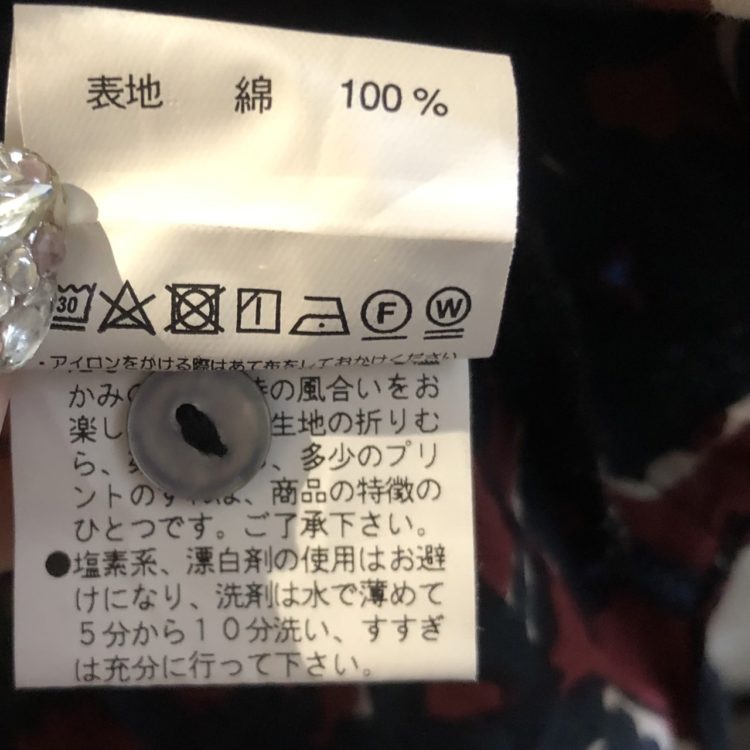 表地 綿 100%
30 F W
・アイロンをかける際はあて布をしておかけください
かみの の風合いをお
楽し 生地の折りむ
ら、 、多少のプリ
ントのずれは、商品の特徴の
ひとつです。ご了承下さい。
●塩素系、漂白剤の使用はお避
けになり、洗剤は水で薄めて
5分から10分洗い、すすぎ
は充分に行って下さい。